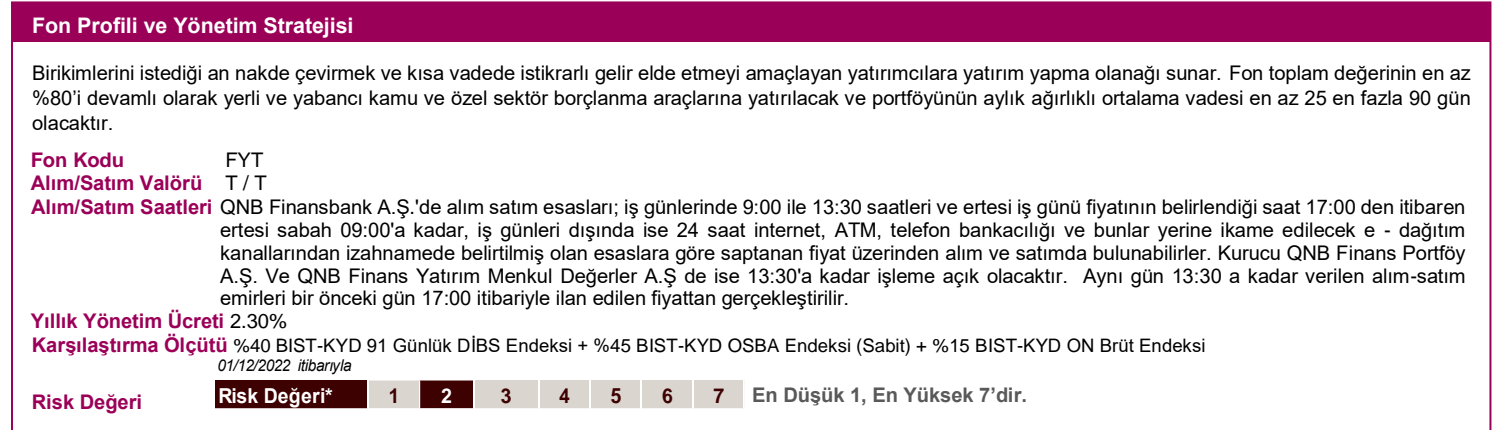 Fon Profili ve Yönetim Stratejisi
Birikimlerini istediği an nakde çevirmek ve kısa vadede istikrarlı gelir elde etmeyi amaçlayan yatırımcılara yatırım yapma olanağı sunar. Fon toplam değerinin en az
%80'i devamlı olarak yerli ve yabancı kamu ve özel sektör borçlanma araçlarına yatırılacak ve portföyünün aylık ağırlıklı ortalama vadesi en az 25 en fazla 90 gün
olacaktır.
Fon Kodu FYT
Alım/Satım Valörü T / T
Alım/Satım Saatleri QNB Finansbank A.Ş.'de alım satım esasları; iş günlerinde 9:00 ile 13:30 saatleri ve ertesi iş günü fiyatının belirlendiği saat 17:00 den itibaren
ertesi sabah 09:00'a kadar, iş günleri dışında ise 24 saat internet, ATM, telefon bankacılığı ve bunlar yerine ikame edilecek e - dağıtım
kanallarından izahnamede belirtilmiş olan esaslara göre saptanan fiyat üzerinden alım ve satımda bulunabilirler. Kurucu QNB Finans Portföy
A.Ş. Ve QNB Finans Yatırım Menkul Değerler A.Ş de ise 13:30'a kadar işleme açık olacaktır. Aynı gün 13:30 a kadar verilen alım-satım
emirleri bir önceki gün 17:00 itibariyle ilan edilen fiyattan gerçekleştirilir.
Yıllık Yönetim Ücreti 2.30%
Karşılaştırma Ölçütü %40 BIST-KYD 91 Günlük DİBS Endeksi + %45 BIST-KYD OSBA Endeksi (Sabit) + %15 BIST-KYD ON Brüt Endeksi
01/12/2022 itibarıyla
Risk Değeri Risk Değeri* 1 2 3 4 5 6 7 En Düşük 1, En Yüksek 7'dir.